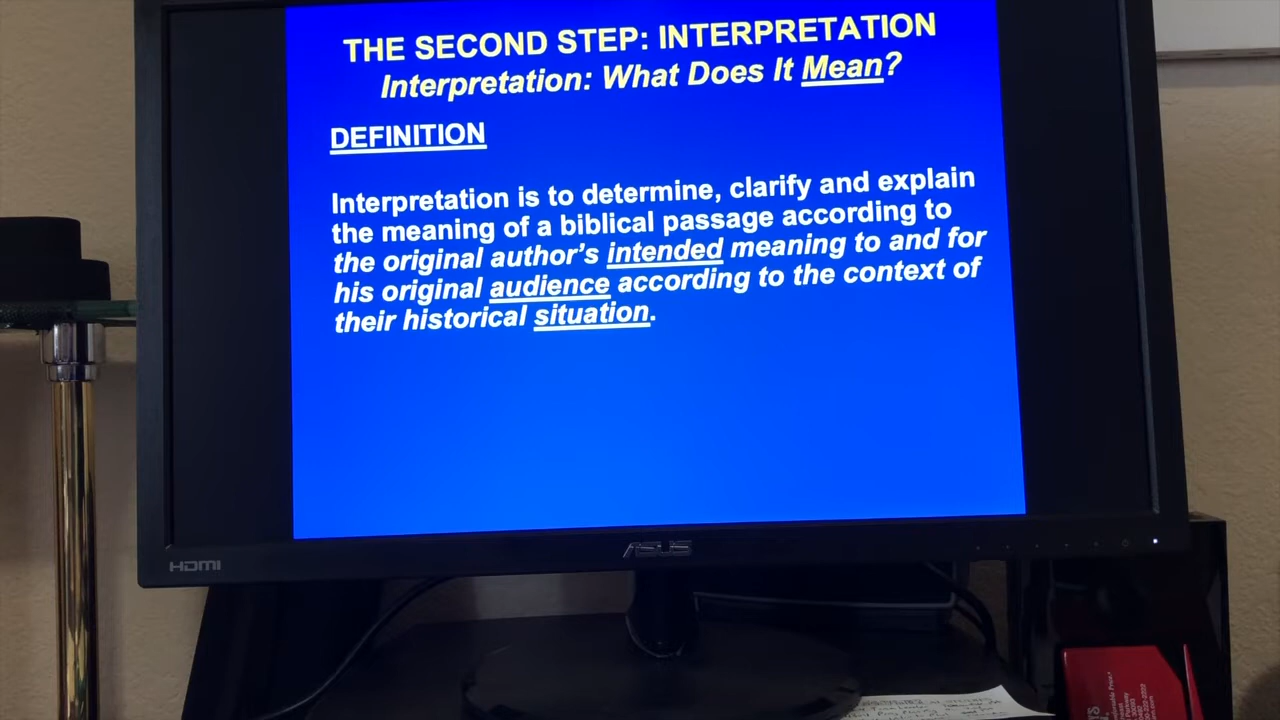 THE SECOND STEP: INTERPRETATION
Interpretation: What Does It Mean?
DEFINITION
Interpretation is to determine, clarify and explain
the meaning of a biblical passage according to
the original author's intended meaning to and for
his original audience according to the context of
their historical situation.
ASUS
HDMI